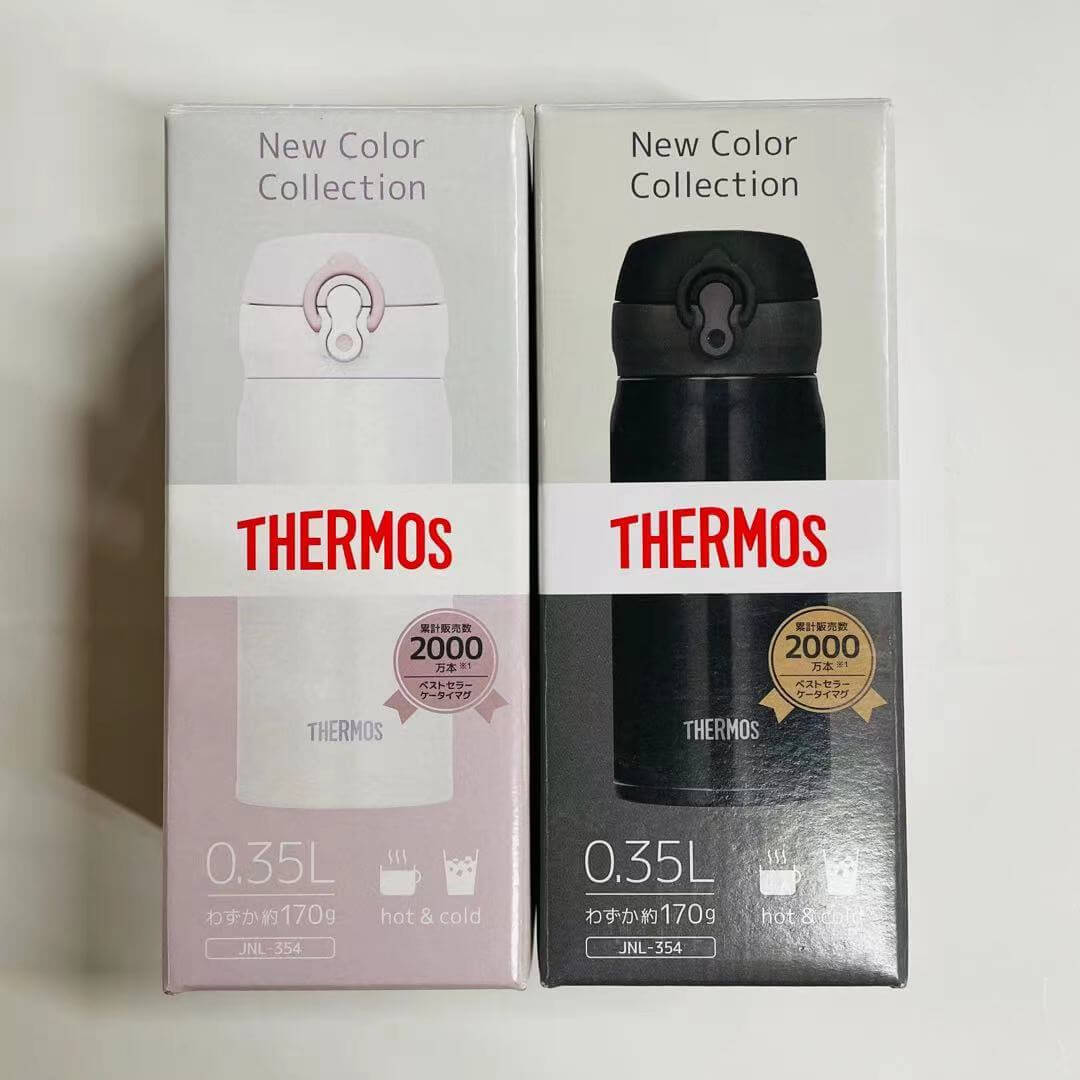 New Color
Collection
THERMOS
累計販売数
2000
万本※1
ベストセラー
ケータイマグ
THERMOS
0.35L
わずか約170g
hot & cold
JNL-354
New Color
Collection
THERMOS
累計販売数
2000
万本※1
ベストセラー
ケータイマグ
THERMOS
0.35L
わずか約170g
hot & cold
JNL-354